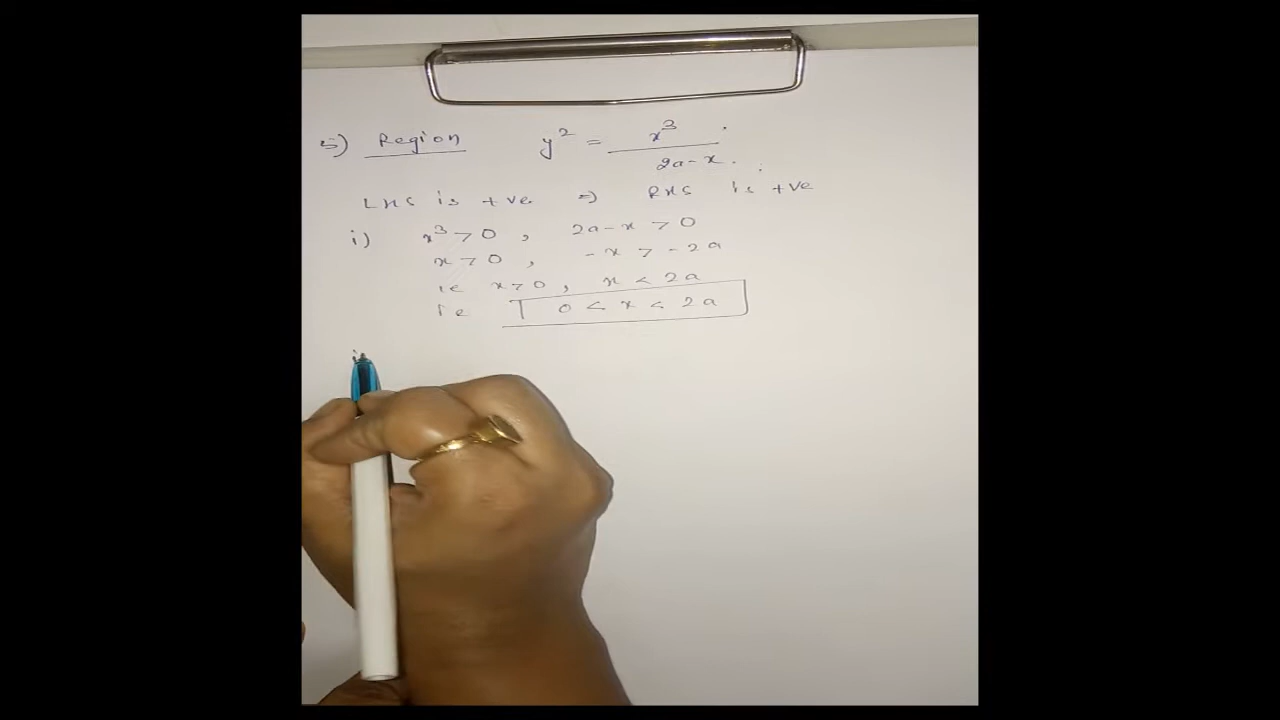 5) Region y² = x³ / 2a-x
LHS is +ve ⇒ RHS is +ve
i) x³ > 0 , 2a-x > 0
x > 0 , -x > -2a
ie x > 0 , x < 2a
ie 0 < x < 2a